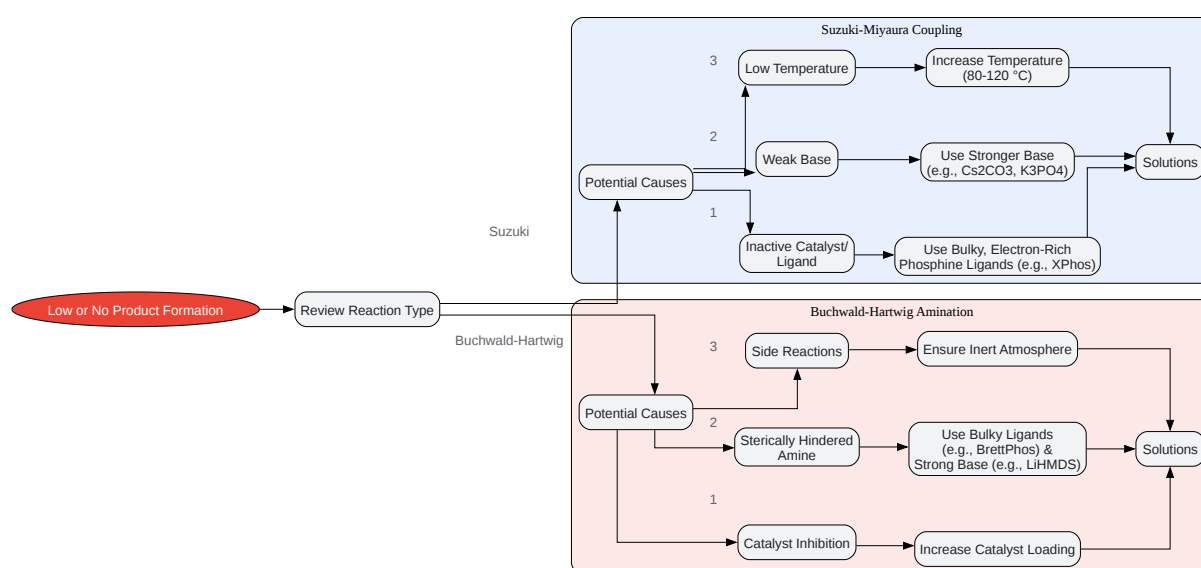 Suzuki-Miyaura Coupling
3
Low Temperature
Increase Temperature
(80-120 °C)
2
Weak Base
Use Stronger Base
(e.g., Cs2CO3, K3PO4)
Solutions
Potential Causes
1
Inactive Catalyst/
Ligand
Use Bulky, Electron-Rich
Phosphine Ligands (e.g., XPhos)
Suzuki
Low or No Product Formation
Review Reaction Type
Buchwald-Hartwig
Buchwald-Hartwig Amination
3
Side Reactions
Ensure Inert Atmosphere
Potential Causes
2
Sterically Hindered
Amine
Use Bulky Ligands
(e.g., BrettPhos) &
Strong Base (e.g., LiHMDS)
Solutions
1
Catalyst Inhibition
Increase Catalyst Loading